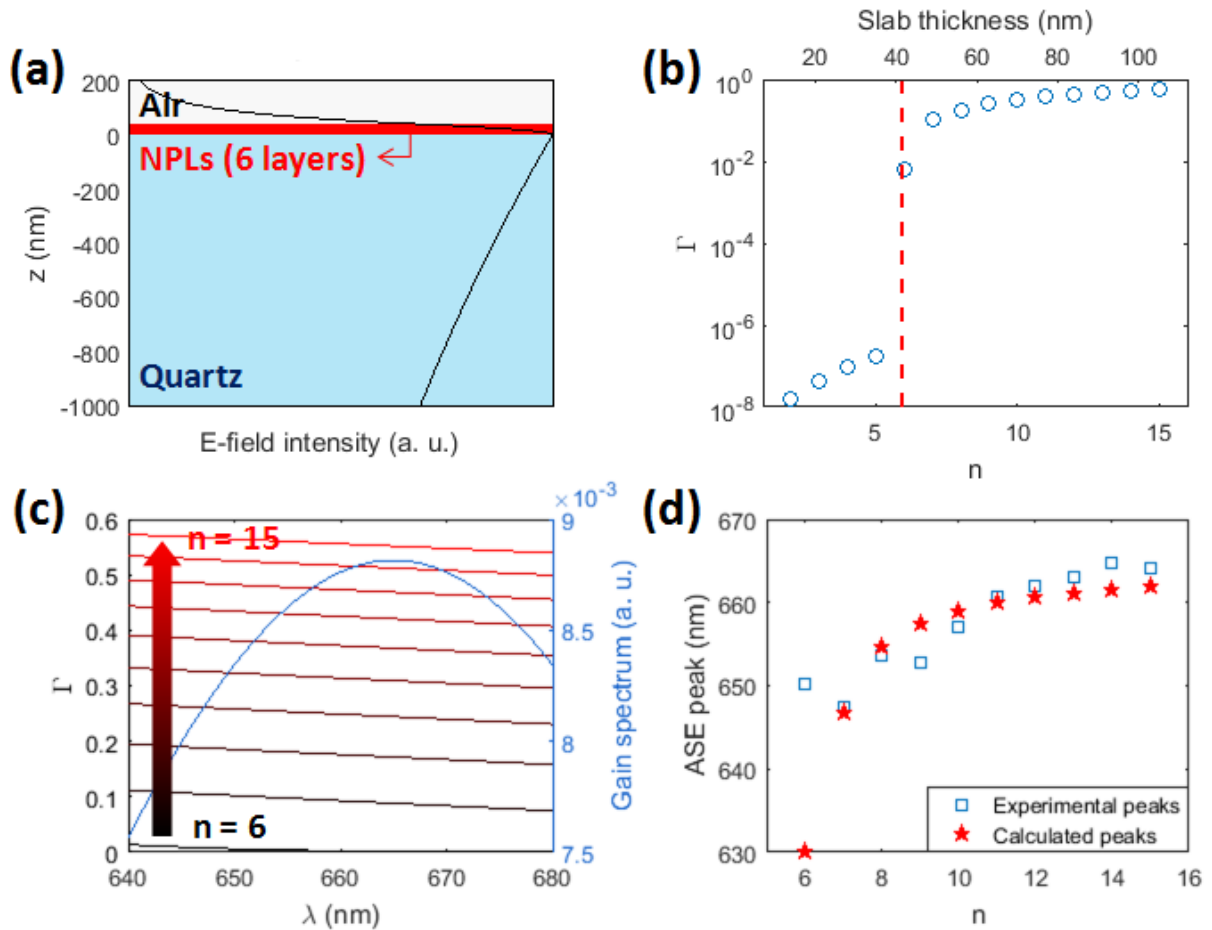 (a)
200
0
-200
-400
-600
-800
-1000
z (nm)
Air
NPLs (6 layers)
Quartz
E-field intensity (a. u.)
(b)
Slab thickness (nm)
20 40 60 80 100
10^0
10^-2
10^-4
10^-6
10^-8
Γ
5 10 15
n
(c)
×10^-3
0.6
0.5
0.4
0.3
0.2
0.1
0
Γ
n = 15
n = 6
9
8.5
8
7.5
Gain spectrum (a. u.)
640 650 660 670 680
λ (nm)
(d)
670
660
650
640
630
ASE peak (nm)
Experimental peaks
Calculated peaks
6 8 10 12 14 16
n